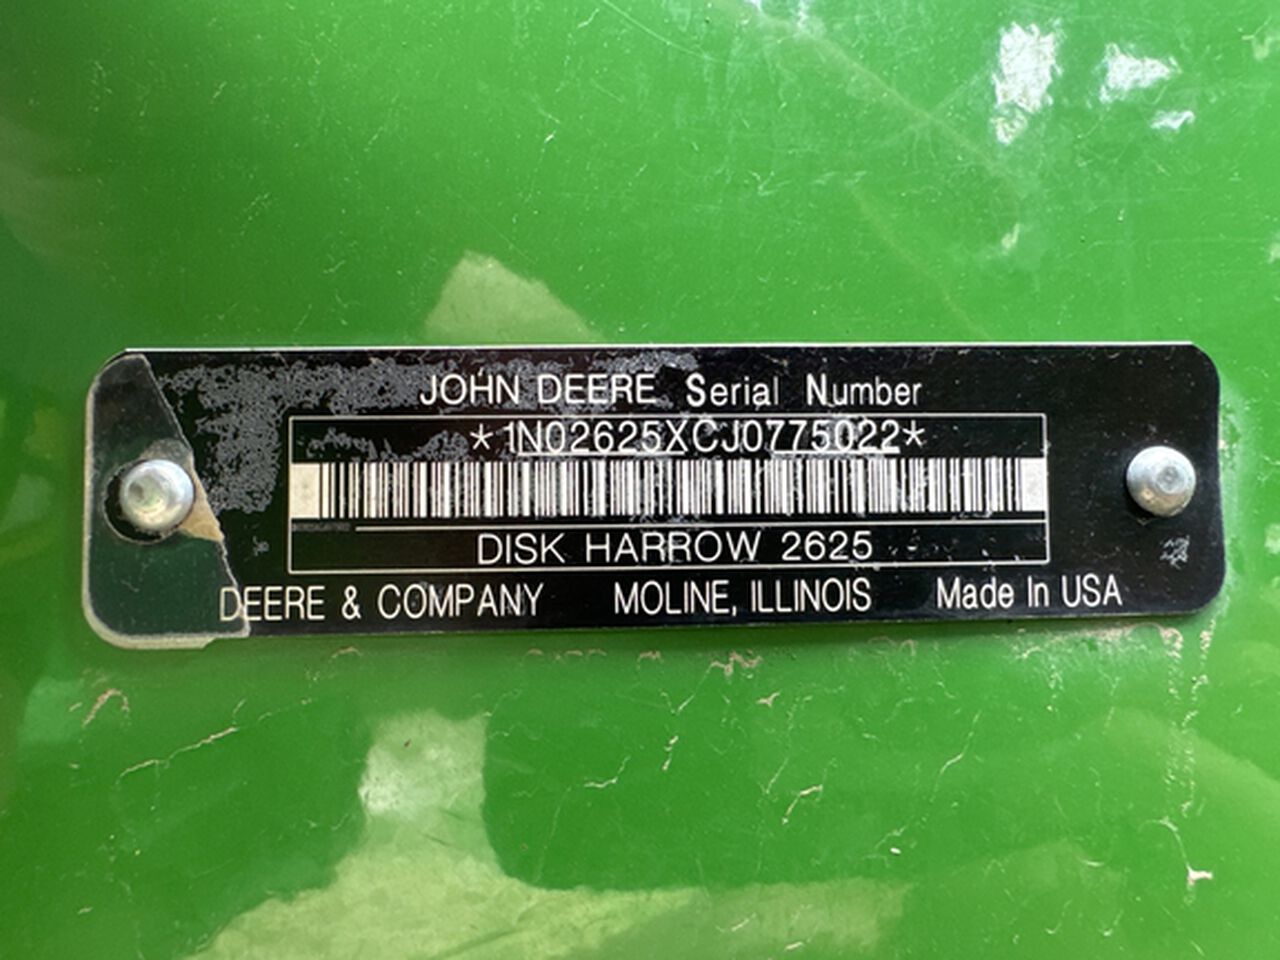 JOHN DEERE Serial Number
*1N02625XCJ0775022*
DISK HARROW 2625
DEERE & COMPANY MOLINE, ILLINOIS Made In USA